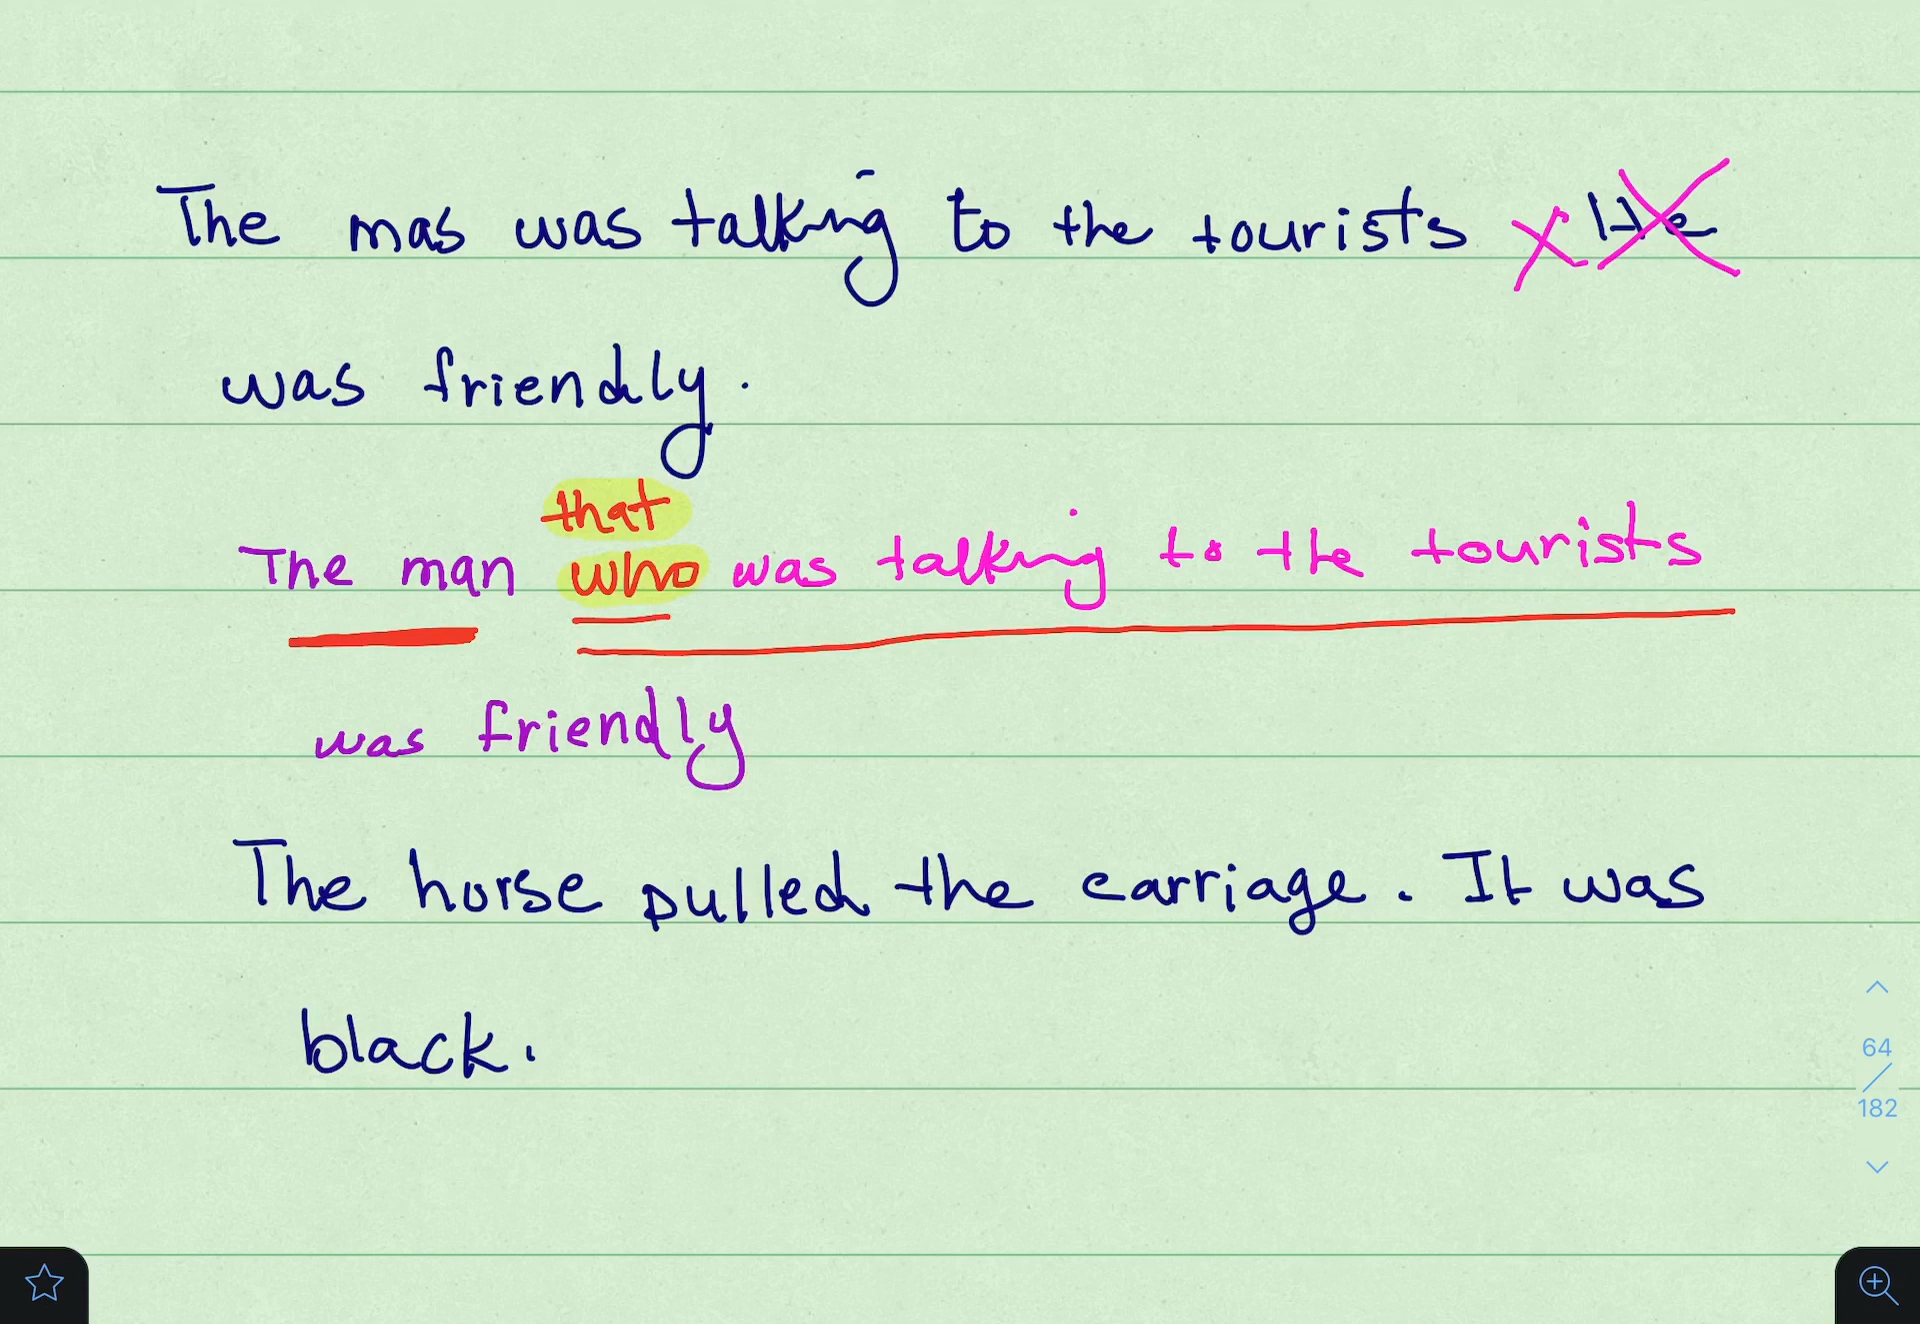 The mas was talking to the tourists . He
was friendly.
that
The man who was talking to the tourists
was friendly
The horse pulled the carriage. It was
black.
64
/
182